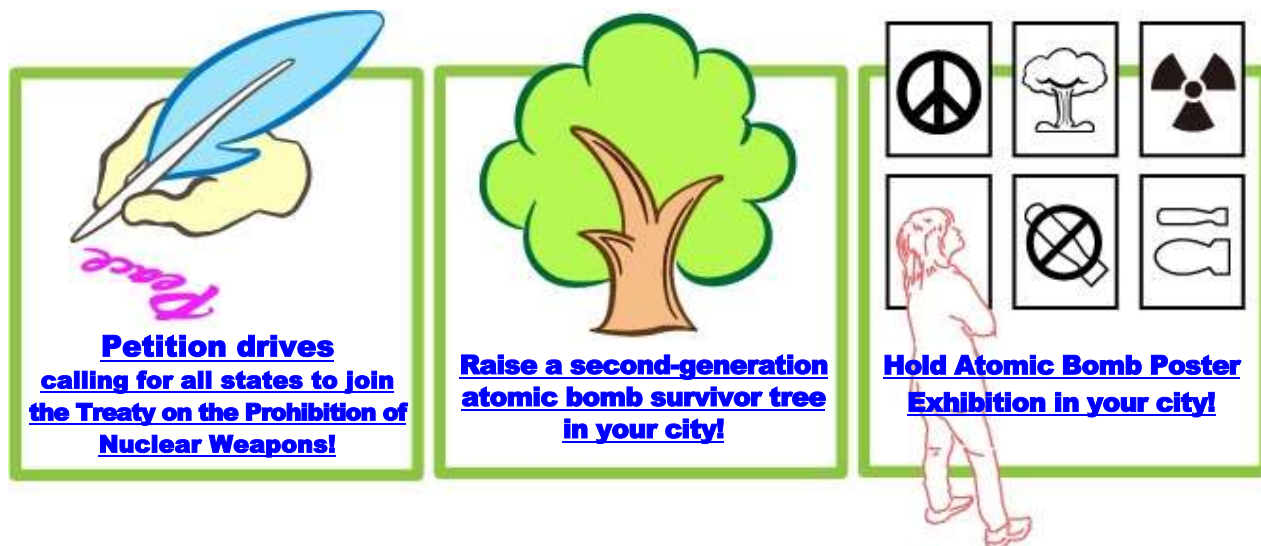 Peace
Petition drives
calling for all states to join
the Treaty on the Prohibition of
Nuclear Weapons!
Raise a second-generation
atomic bomb survivor tree
in your city!
Hold Atomic Bomb Poster
Exhibition in your city!